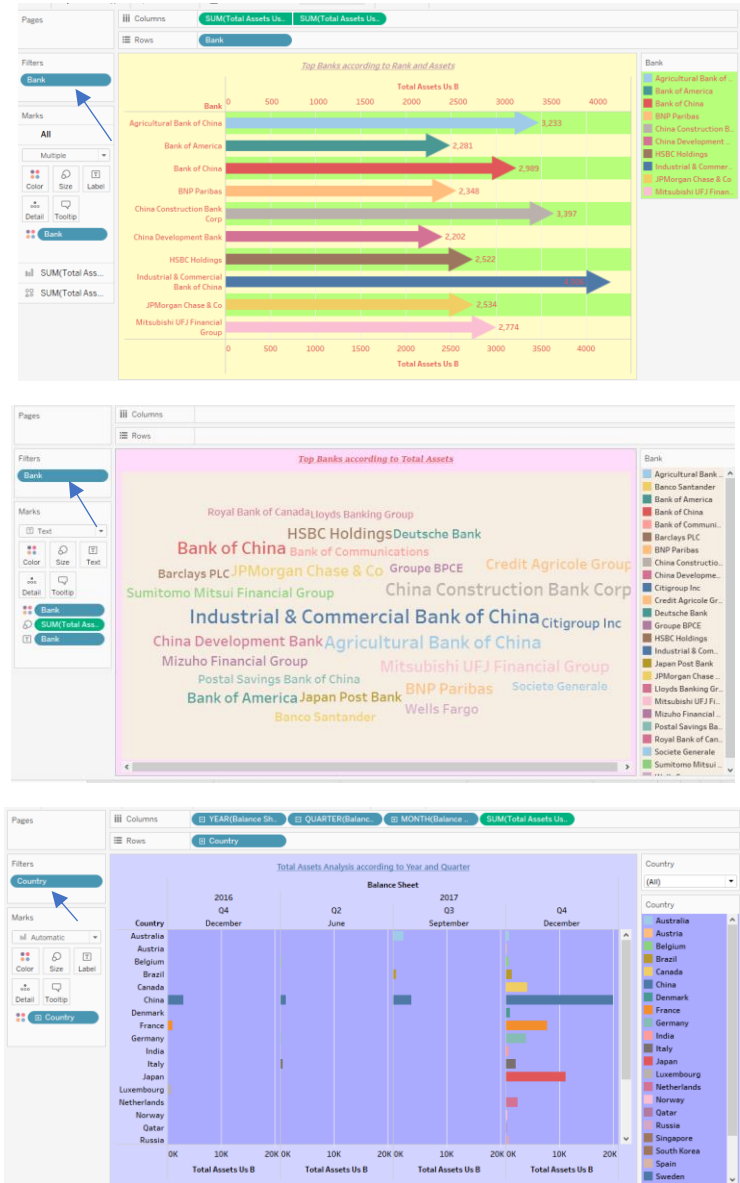 Pages
Columns SUM(Total Assets Us.. SUM(Total Assets Us..
Rows Bank
Filters
Bank
Marks
All
Multiple
Color Size Label
Detail Tooltip
Bank
SUM(Total Ass...
SUM(Total Ass...
Top Banks according to Rank and Assets
Total Assets Us B
Bank 0 500 1000 1500 2000 2500 3000 3500 4000
Agricultural Bank of China 3,233
Bank of America 2,281
Bank of China 2,989
BNP Paribas 2,348
China Construction Bank
Corp 3,397
China Development Bank 2,202
HSBC Holdings 2,522
Industrial & Commercial
Bank of China
JPMorgan Chase & Co 2,534
Mitsubishi UFJ Financial
Group 2,774
0 500 1000 1500 2000 2500 3000 3500 4000
Total Assets Us B
Bank
Agricultural Bank of ..
Bank of America
Bank of China
BNP Paribas
China Construction B..
China Development ..
HSBC Holdings
Industrial & Commer..
JPMorgan Chase & Co
Mitsubishi UFJ Finan..
Pages
Columns
Rows
Filters
Bank
Marks
Text
Color Size Text
Detail Tooltip
Bank
SUM(Total Ass..
Bank
Top Banks according to Total Assets
Royal Bank of Canada Lloyds Banking Group
HSBC Holdings Deutsche Bank
Bank of China Bank of Communications
Barclays PLC JPMorgan Chase & Co Groupe BPCE Credit Agricole Group
Sumitomo Mitsui Financial Group China Construction Bank Corp
Industrial & Commercial Bank of China Citigroup Inc
China Development Bank Agricultural Bank of China
Mizuho Financial Group Mitsubishi UFJ Financial Group
Postal Savings Bank of China BNP Paribas Societe Generale
Bank of America Japan Post Bank Wells Fargo
Banco Santander
Bank
Agricultural Bank ..
Banco Santander
Bank of America
Bank of China
Bank of Communi..
Barclays PLC
BNP Paribas
China Constructio..
China Developme..
Citigroup Inc
Credit Agricole Gr..
Deutsche Bank
Groupe BPCE
HSBC Holdings
Industrial & Com..
Japan Post Bank
JPMorgan Chase ..
Lloyds Banking Gr..
Mitsubishi UFJ Fi..
Mizuho Financial ..
Postal Savings Ba..
Royal Bank of Can..
Societe Generale
Sumitomo Mitsui ..
Pages
Columns YEAR(Balance Sh.. QUARTER(Balanc.. MONTH(Balance .. SUM(Total Assets Us..
Rows Country
Filters
Country
Marks
Automatic
Color Size Label
Detail Tooltip
Country
Total Assets Analysis according to Year and Quarter
Balance Sheet
2016 2017
Q4 Q2 Q3 Q4
Country December June September December
Australia
Austria
Belgium
Brazil
Canada
China
Denmark
France
Germany
India
Italy
Japan
Luxembourg
Netherlands
Norway
Qatar
Russia
0K 10K 20K 0K 10K 20K 0K 10K 20K 0K 10K 20K
Total Assets Us B Total Assets Us B Total Assets Us B Total Assets Us B
Country
(All)
Country
Australia
Austria
Belgium
Brazil
Canada
China
Denmark
France
Germany
India
Italy
Japan
Luxembourg
Netherlands
Norway
Qatar
Russia
Singapore
South Korea
Spain
Sweden